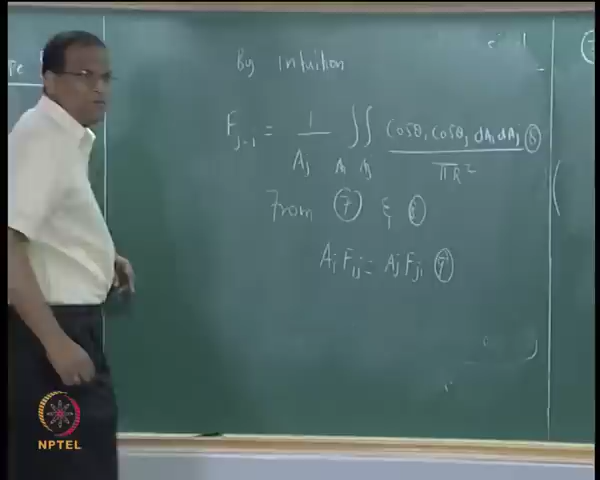 By Intuition
F j-i = 1/Aj ∫∫ Ai Aj Cosθi Cosθj dAi dAj / πR² ⑧
From ⑦ & ⑧
Ai Fij = Aj Fji ⑨
NPTEL